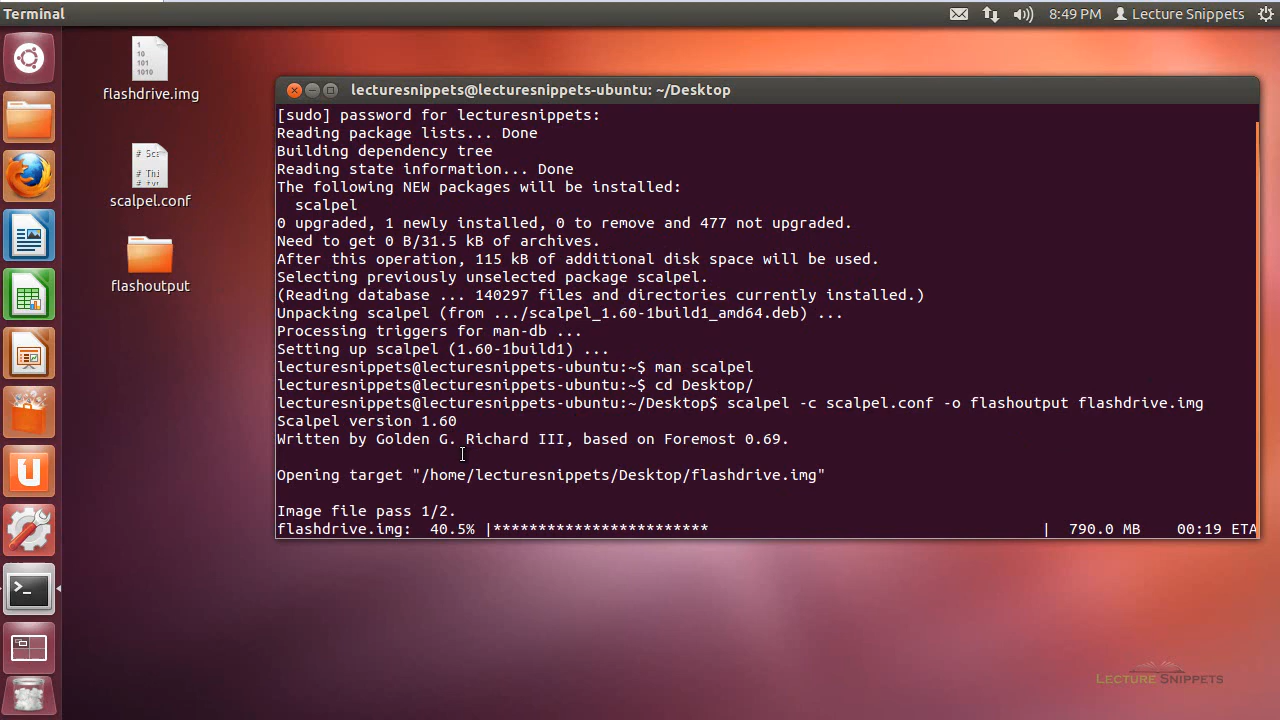 Terminal
8:49 PM Lecture Snippets
1
10
101
1010
flashdrive.img
# Sca
# Thi
# fyr
scalpel.conf
flashoutput
lecturesnippets@lecturesnippets-ubuntu: ~/Desktop
[sudo] password for lecturesnippets:
Reading package lists... Done
Building dependency tree
Reading state information... Done
The following NEW packages will be installed:
  scalpel
0 upgraded, 1 newly installed, 0 to remove and 477 not upgraded.
Need to get 0 B/31.5 kB of archives.
After this operation, 115 kB of additional disk space will be used.
Selecting previously unselected package scalpel.
(Reading database ... 140297 files and directories currently installed.)
Unpacking scalpel (from .../scalpel_1.60-1build1_amd64.deb) ...
Processing triggers for man-db ...
Setting up scalpel (1.60-1build1) ...
lecturesnippets@lecturesnippets-ubuntu:~$ man scalpel
lecturesnippets@lecturesnippets-ubuntu:~$ cd Desktop/
lecturesnippets@lecturesnippets-ubuntu:~/Desktop$ scalpel -c scalpel.conf -o flashoutput flashdrive.img
Scalpel version 1.60
Written by Golden G. Richard III, based on Foremost 0.69.
Opening target "/home/lecturesnippets/Desktop/flashdrive.img"
Image file pass 1/2.
flashdrive.img:  40.5% |************************                                     |  790.0 MB    00:19 ETA
LECTURE SNIPPETS